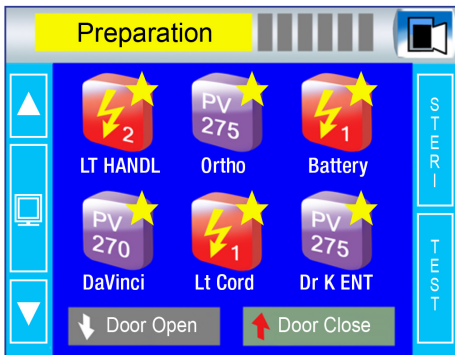 Preparation
2
PV
275
1
LT HANDL Ortho Battery
PV
270
1
PV
275
DaVinci Lt Cord Dr K ENT
Door Open Door Close
STERI
TEST